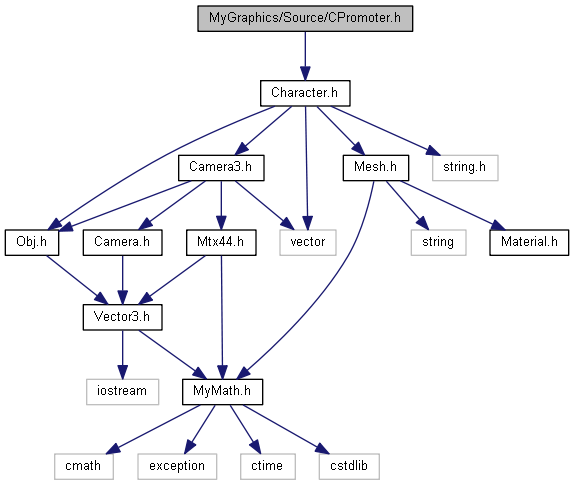 MyGraphics/Source/CPromoter.h
Character.h
Camera3.h
Mesh.h
string.h
Obj.h
Camera.h
Mtx44.h
vector
string
Material.h
Vector3.h
iostream
MyMath.h
cmath
exception
ctime
cstdlib